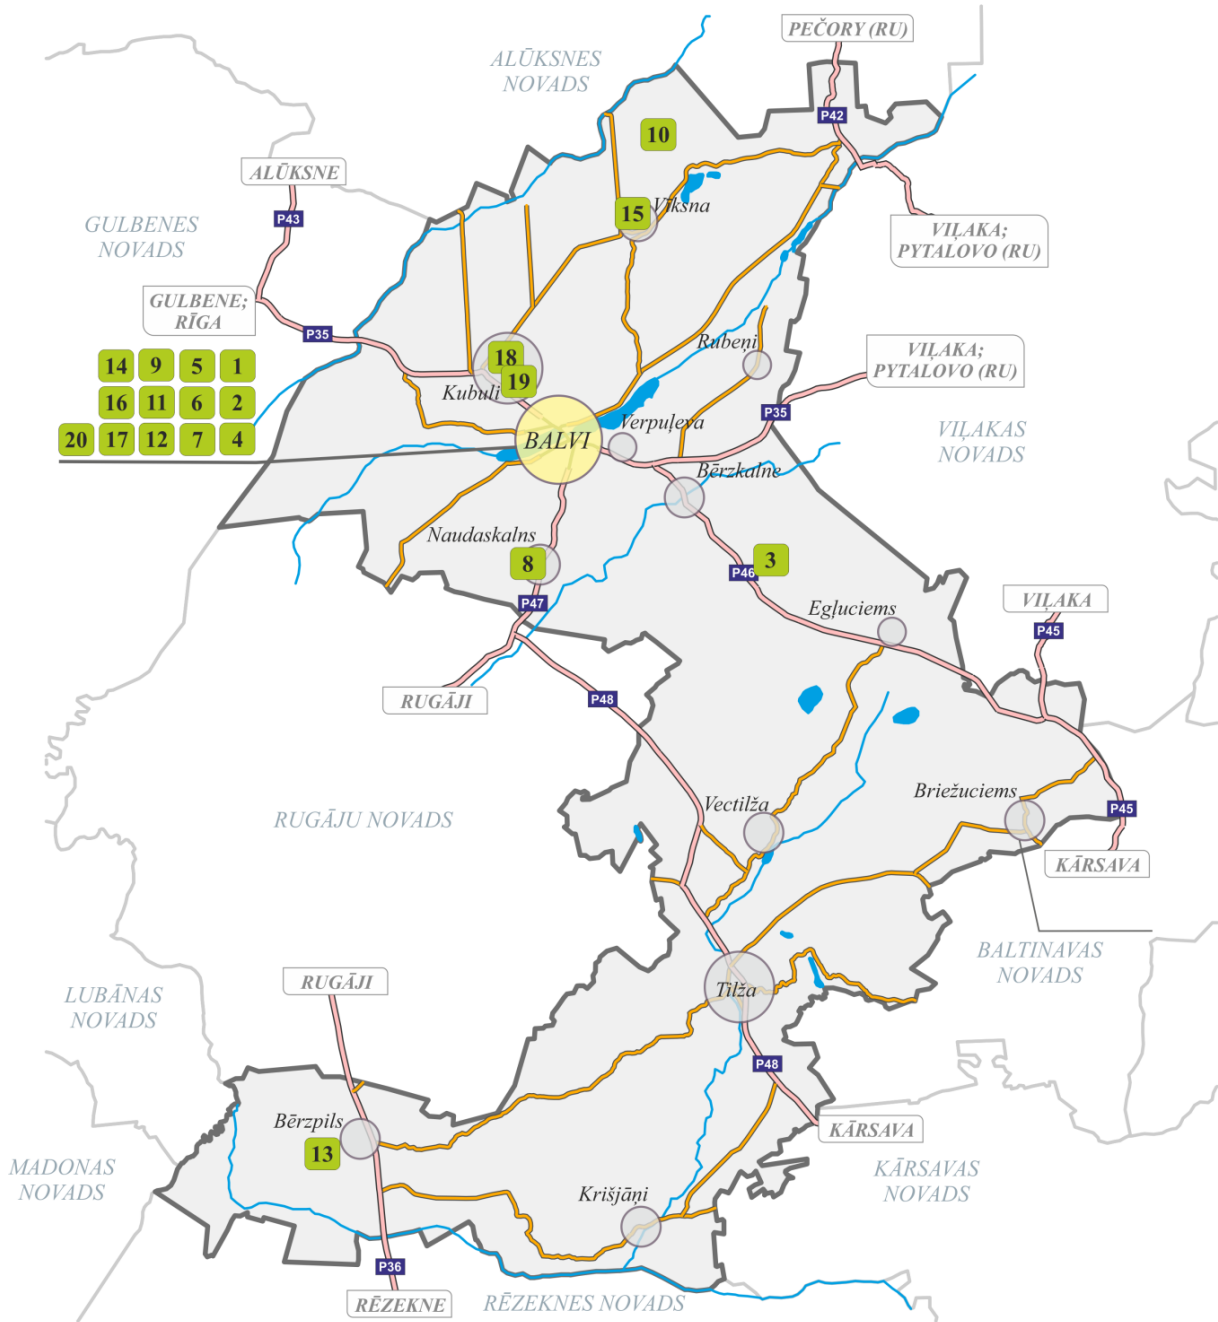 PEČORY (RU)
ALŪKSNES
NOVADS
P42
10
ALŪKSNE
P43
15
Vīksna
GULBENES
NOVADS
VIĻAKA;
PYTALOVO (RU)
GULBENE;
RĪGA
P35
Rubeņi
VIĻAKA;
PYTALOVO (RU)
14 9 5 1
18
19
Kubuli
16 11 6 2
P35
Verpuļeva
20 17 12 7 4
BALVI
VIĻAKAS
NOVADS
Bērzkalne
Naudaskalns
8
3
P46
P47
Egļuciems
VIĻAKA
P45
RUGĀJI
P48
Briežuciems
Vectilža
P45
RUGĀJU NOVADS
KĀRSAVA
BALTINAVAS
NOVADS
RUGĀJI
Tilža
LUBĀNAS
NOVADS
P48
Bērzpils
KĀRSAVA
13
MADONAS
NOVADS
KĀRSAVAS
NOVADS
Krišjāņi
P36
RĒZEKNE
RĒZEKNES NOVADS